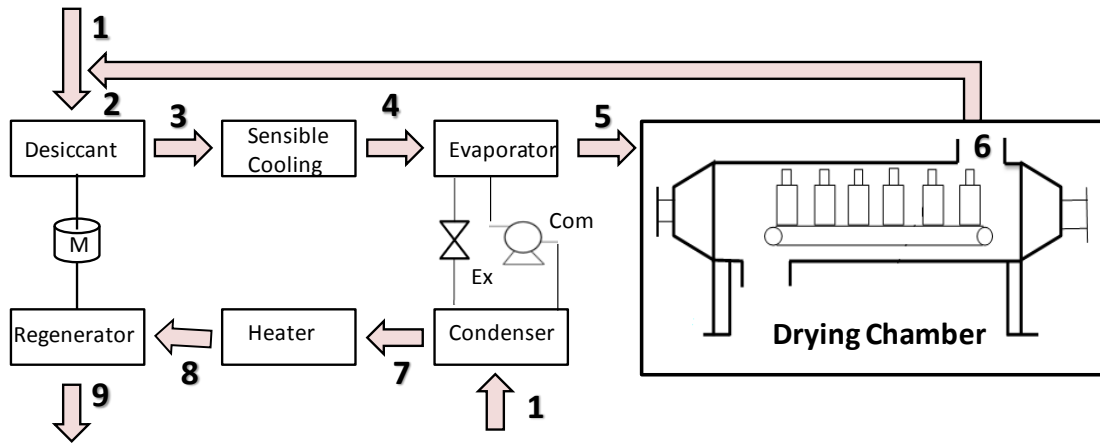 1
2
3
4
5
6
Desiccant
Sensible
Cooling
Evaporator
M
Com
Ex
Drying Chamber
Regenerator
Heater
Condenser
9
8
7
1